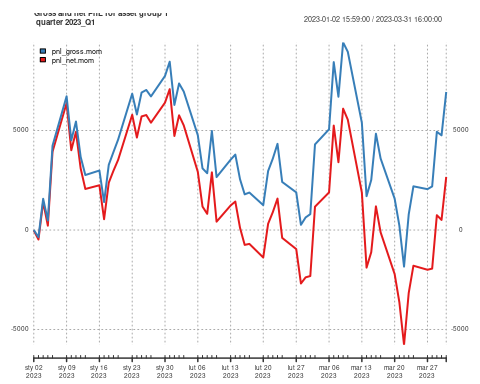 Gross and net PnL for asset group 1
quarter 2023_Q1
2023-01-02 15:59:00 / 2023-03-31 16:00:00
pnl_gross.mom
pnl_net.mom
5000 5000
0 0
-5000 -5000
sty 02 sty 09 sty 16 sty 23 sty 30 lut 06 lut 13 lut 20 lut 27 mar 06 mar 13 mar 20 mar 27
2023 2023 2023 2023 2023 2023 2023 2023 2023 2023 2023 2023 2023